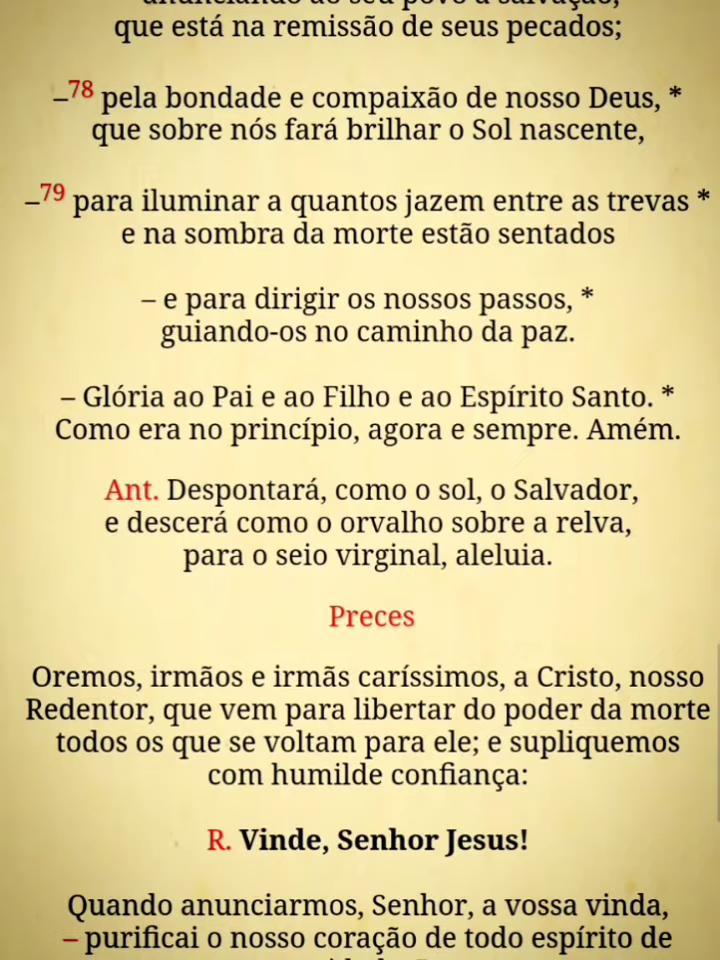 que está na remissão de seus pecados;
–78 pela bondade e compaixão de nosso Deus, *
que sobre nós fará brilhar o Sol nascente,
–79 para iluminar a quantos jazem entre as trevas *
e na sombra da morte estão sentados
– e para dirigir os nossos passos, *
guiando-os no caminho da paz.
– Glória ao Pai e ao Filho e ao Espírito Santo. *
Como era no princípio, agora e sempre. Amém.
Ant. Despontará, como o sol, o Salvador,
e descerá como o orvalho sobre a relva,
para o seio virginal, aleluia.
Preces
Oremos, irmãos e irmãs caríssimos, a Cristo, nosso
Redentor, que vem para libertar do poder da morte
todos os que se voltam para ele; e supliquemos
com humilde confiança:
R. Vinde, Senhor Jesus!
Quando anunciarmos, Senhor, a vossa vinda,
– purificai o nosso coração de todo espírito de